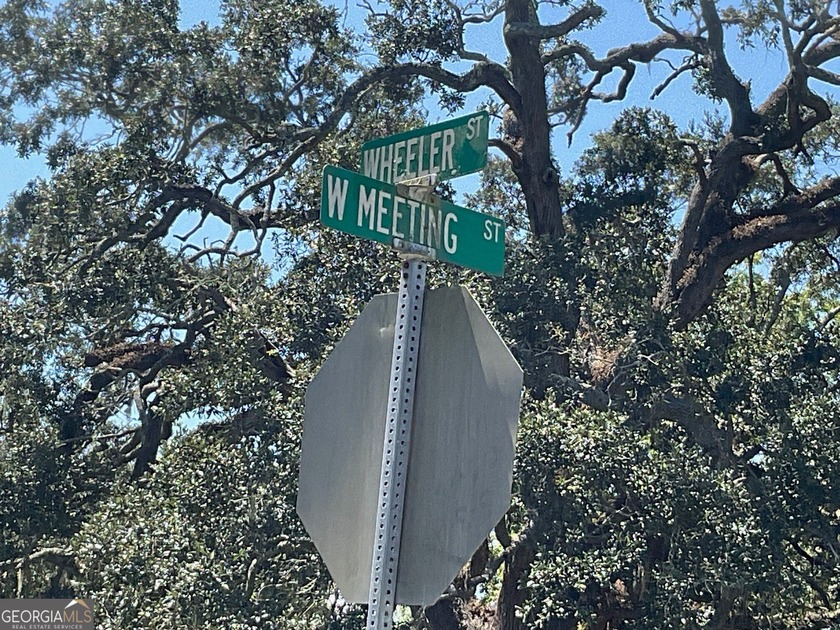 WHEELER ST
W MEETING ST
GEORGIAMLS
REAL ESTATE SERVICES